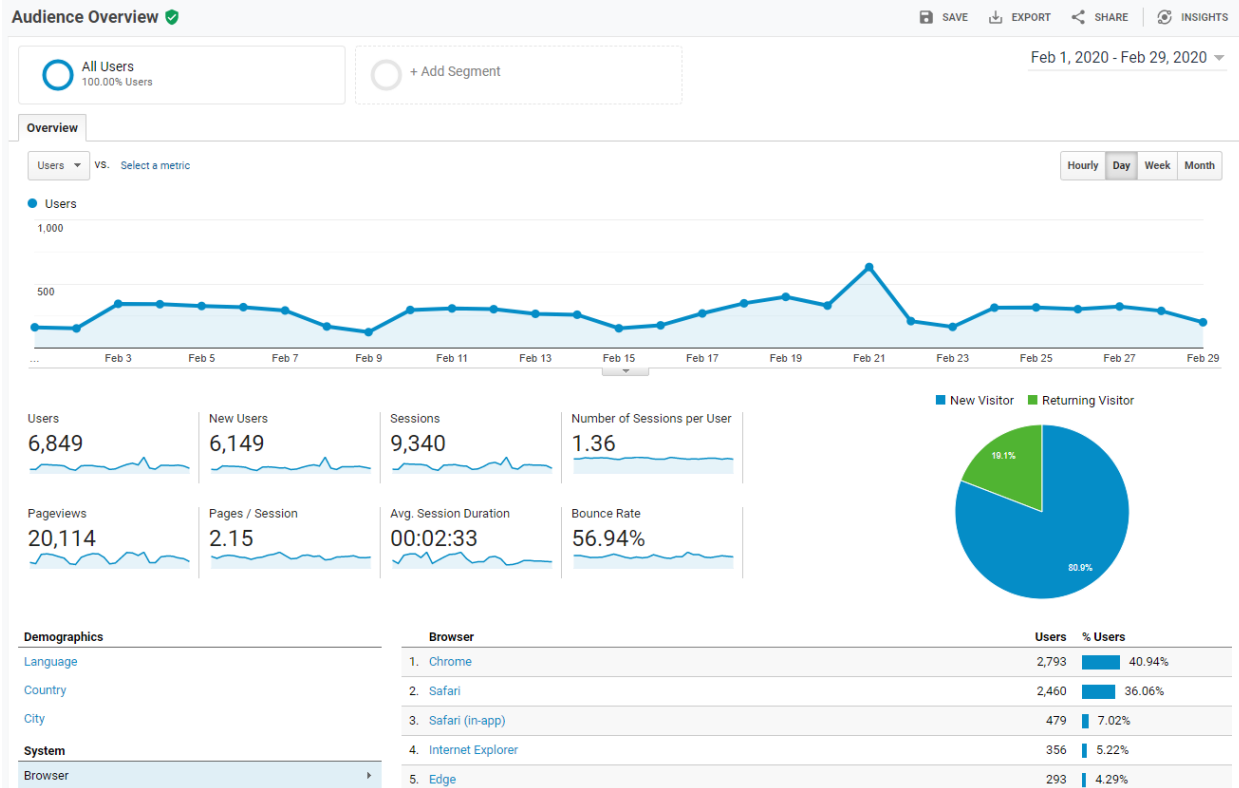 Audience Overview
SAVE EXPORT SHARE INSIGHTS
All Users
100.00% Users
+ Add Segment
Feb 1, 2020 - Feb 29, 2020
Overview
Users VS. Select a metric
Hourly Day Week Month
Users
1,000
500
... Feb 3 Feb 5 Feb 7 Feb 9 Feb 11 Feb 13 Feb 15 Feb 17 Feb 19 Feb 21 Feb 23 Feb 25 Feb 27 Feb 29
New Visitor Returning Visitor
Users New Users Sessions Number of Sessions per User
6,849 6,149 9,340 1.36
19.1%
Pageviews Pages / Session Avg. Session Duration Bounce Rate
20,114 2.15 00:02:33 56.94%
80.9%
Demographics
Language
Country
City
System
Browser
Browser Users % Users
1. Chrome 2,793 40.94%
2. Safari 2,460 36.06%
3. Safari (in-app) 479 7.02%
4. Internet Explorer 356 5.22%
5. Edge 293 4.29%